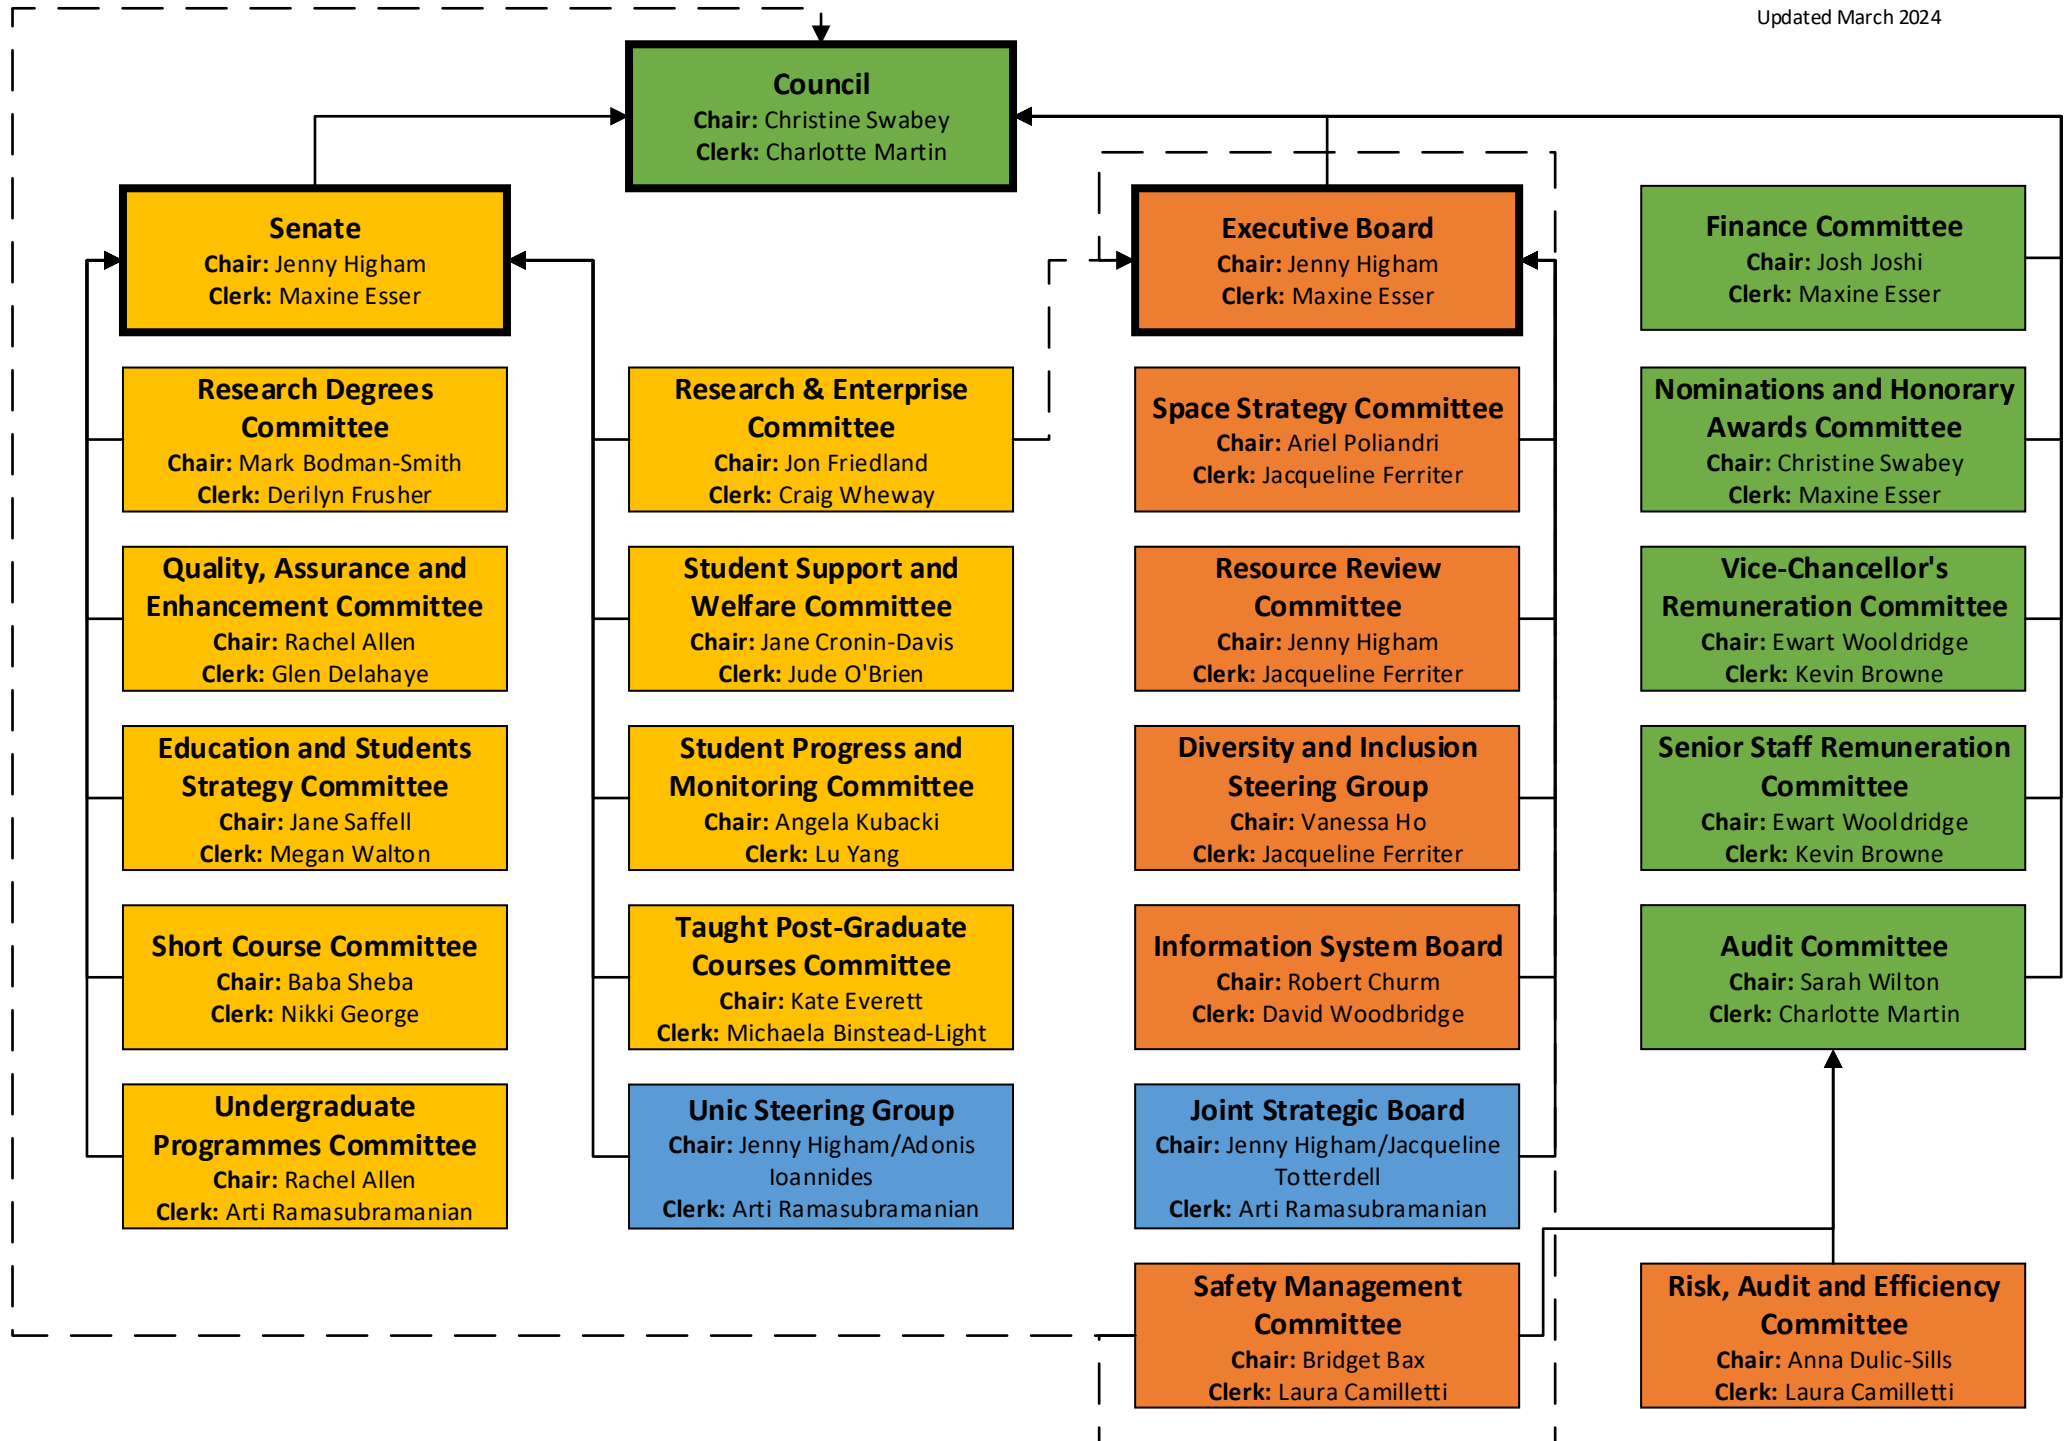 Updated March 2024
Council
Chair: Christine Swabey
Clerk: Charlotte Martin
Senate
Chair: Jenny Higham
Clerk: Maxine Esser
Executive Board
Chair: Jenny Higham
Clerk: Maxine Esser
Finance Committee
Chair: Josh Joshi
Clerk: Maxine Esser
Research Degrees
Committee
Chair: Mark Bodman-Smith
Clerk: Derilyn Frusher
Research & Enterprise
Committee
Chair: Jon Friedland
Clerk: Craig Wheway
Space Strategy Committee
Chair: Ariel Poliandri
Clerk: Jacqueline Ferriter
Nominations and Honorary
Awards Committee
Chair: Christine Swabey
Clerk: Maxine Esser
Quality, Assurance and
Enhancement Committee
Chair: Rachel Allen
Clerk: Glen Delahaye
Student Support and
Welfare Committee
Chair: Jane Cronin-Davis
Clerk: Jude O'Brien
Resource Review
Committee
Chair: Jenny Higham
Clerk: Jacqueline Ferriter
Vice-Chancellor's
Remuneration Committee
Chair: Ewart Wooldridge
Clerk: Kevin Browne
Education and Students
Strategy Committee
Chair: Jane Saffell
Clerk: Megan Walton
Student Progress and
Monitoring Committee
Chair: Angela Kubacki
Clerk: Lu Yang
Diversity and Inclusion
Steering Group
Chair: Vanessa Ho
Clerk: Jacqueline Ferriter
Senior Staff Remuneration
Committee
Chair: Ewart Wooldridge
Clerk: Kevin Browne
Short Course Committee
Chair: Baba Sheba
Clerk: Nikki George
Taught Post-Graduate
Courses Committee
Chair: Kate Everett
Clerk: Michaela Binstead-Light
Information System Board
Chair: Robert Churm
Clerk: David Woodbridge
Audit Committee
Chair: Sarah Wilton
Clerk: Charlotte Martin
Undergraduate
Programmes Committee
Chair: Rachel Allen
Clerk: Arti Ramasubramanian
Unic Steering Group
Chair: Jenny Higham/Adonis
Ioannides
Clerk: Arti Ramasubramanian
Joint Strategic Board
Chair: Jenny Higham/Jacqueline
Totterdell
Clerk: Arti Ramasubramanian
Safety Management
Committee
Chair: Bridget Bax
Clerk: Laura Camilletti
Risk, Audit and Efficiency
Committee
Chair: Anna Dulic-Sills
Clerk: Laura Camilletti